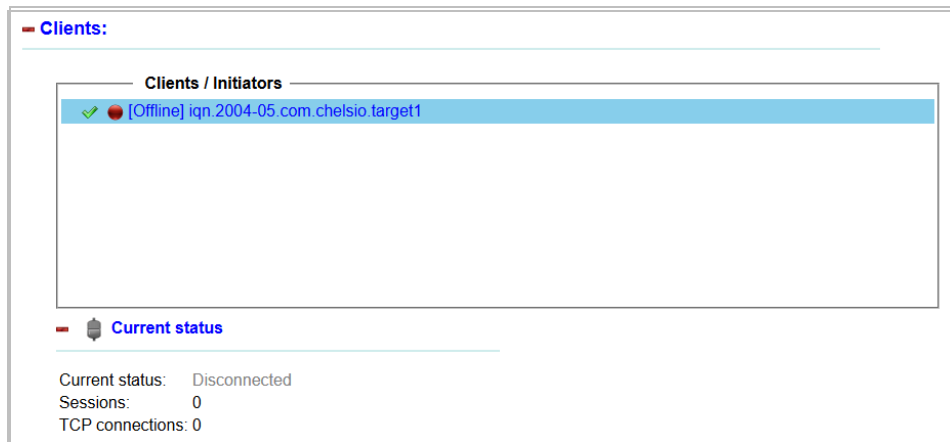 Clients:
Clients / Initiators
[Offline] iqn.2004-05.com.chelsio.target1
Current status
Current status: Disconnected
Sessions: 0
TCP connections: 0